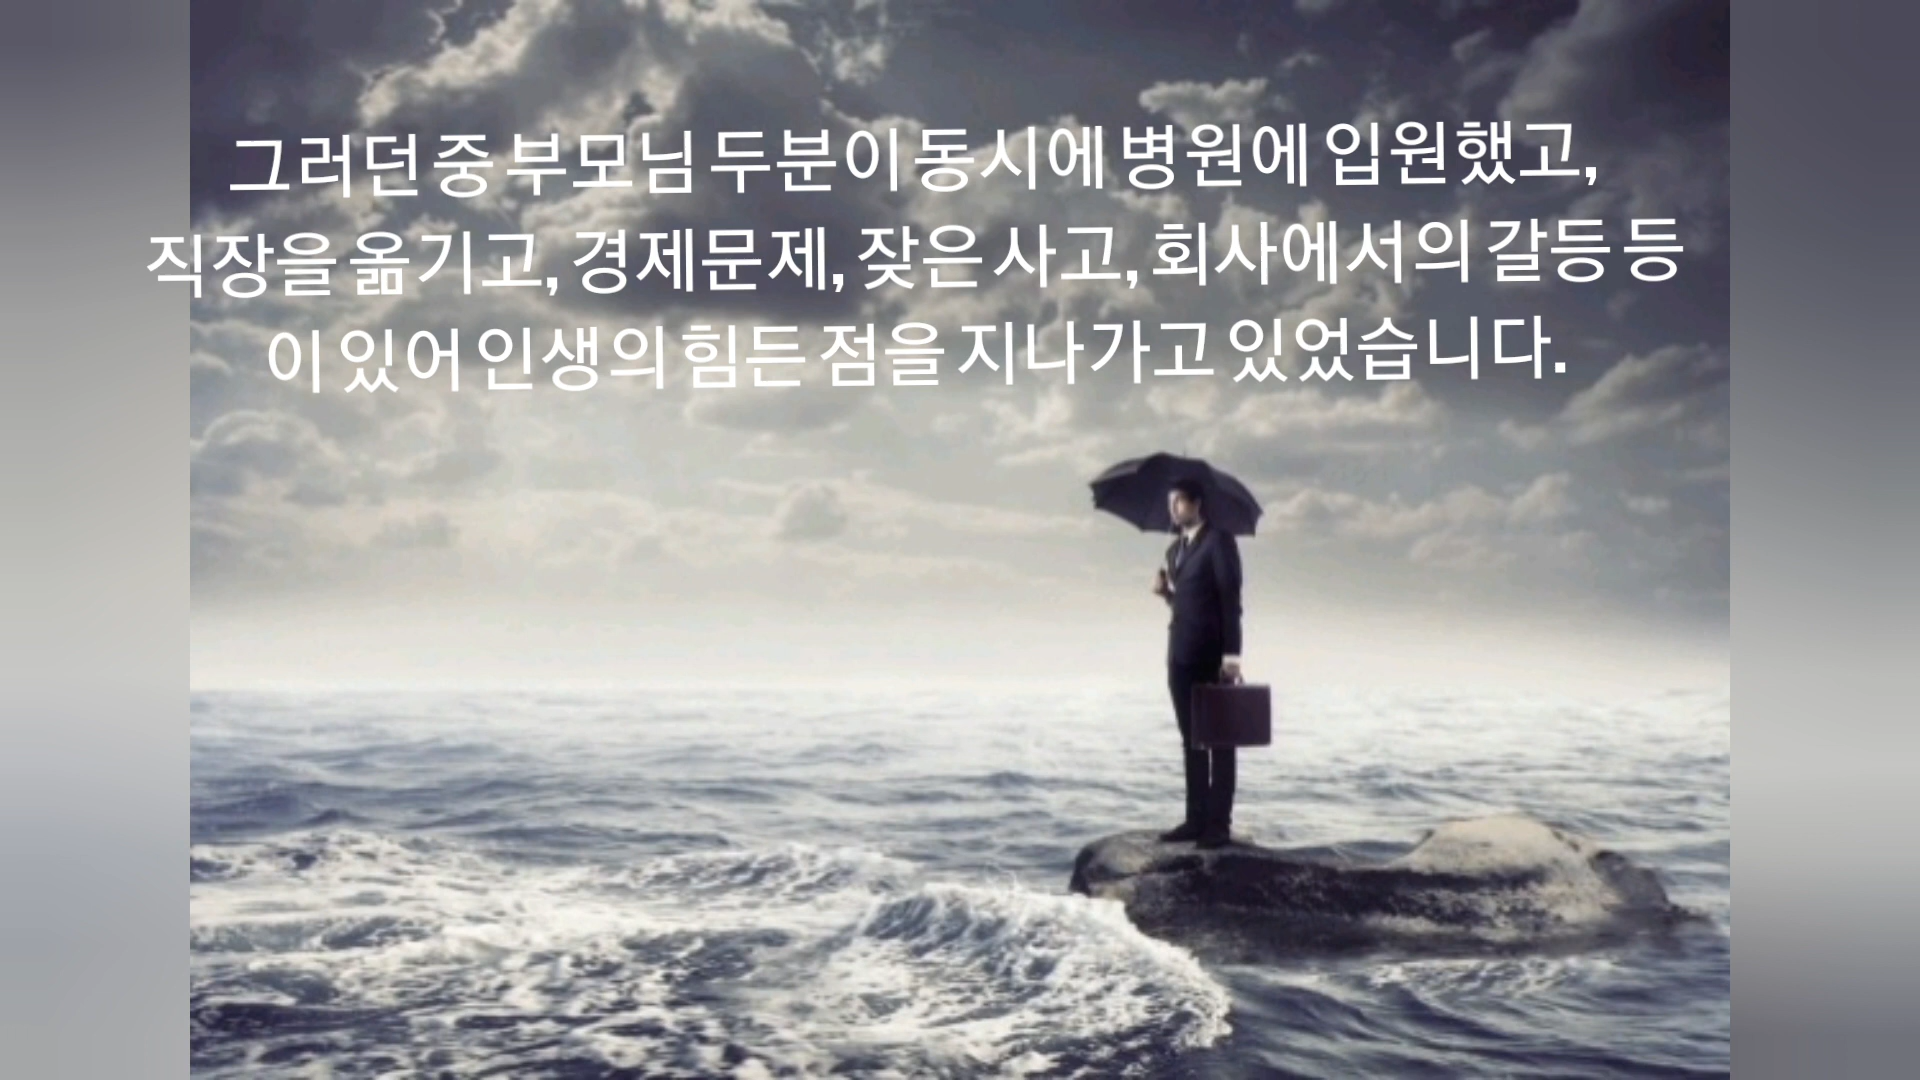 그러던 중 부모님 두분이 동시에 병원에 입원했고,
직장을 옮기고, 경제문제, 잦은 사고, 회사에서의 갈등 등
이 있어 인생의 힘든 점을 지나가고 있었습니다.